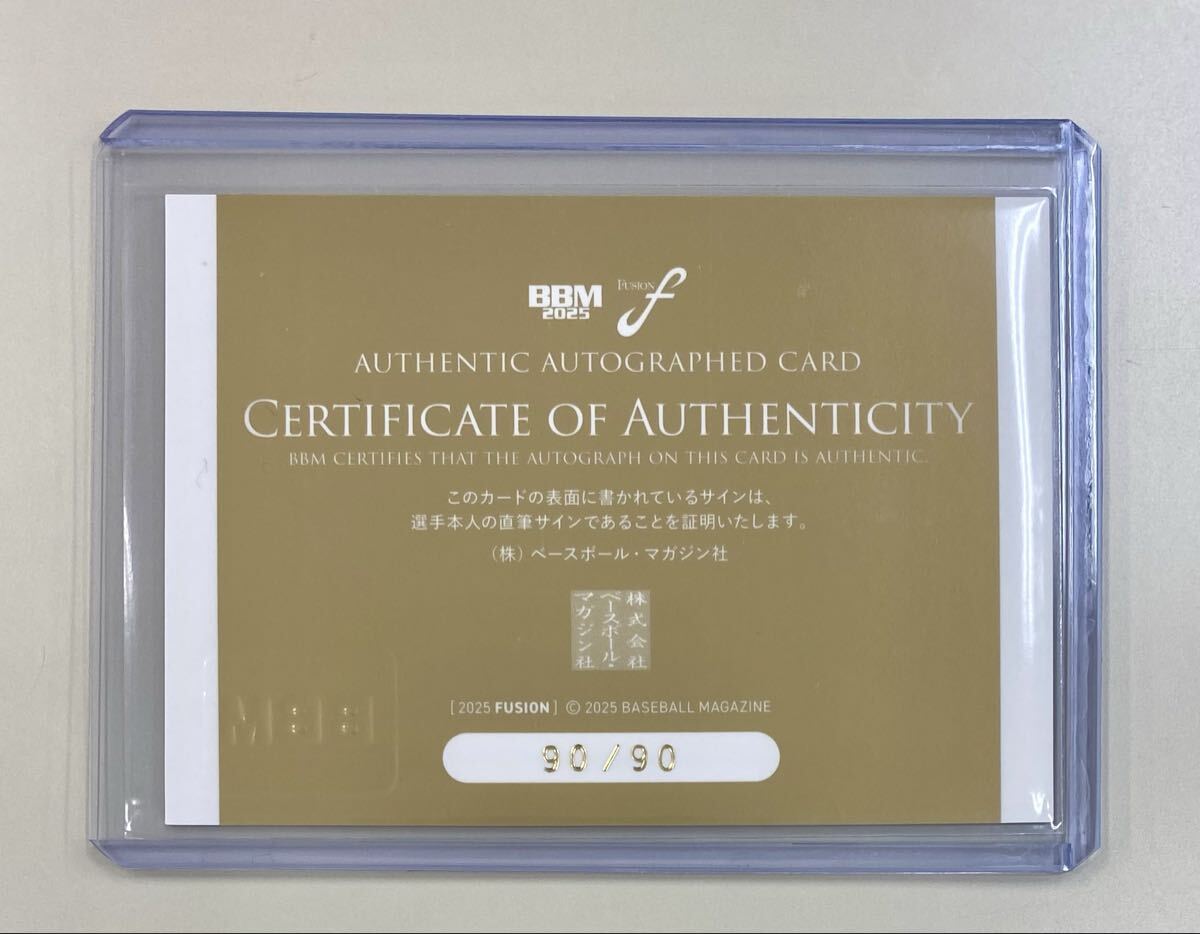 BBM
2025
FUSION f
AUTHENTIC AUTOGRAPHED CARD
CERTIFICATE OF AUTHENTICITY
BBM CERTIFIES THAT THE AUTOGRAPH ON THIS CARD IS AUTHENTIC.
このカードの表面に書かれているサインは、
選手本人の直筆サインであることを証明いたします。
（株）ベースボール・マガジン社
株式会社
ベースボール・
マガジン社
[2025 FUSION] © 2025 BASEBALL MAGAZINE
90/90